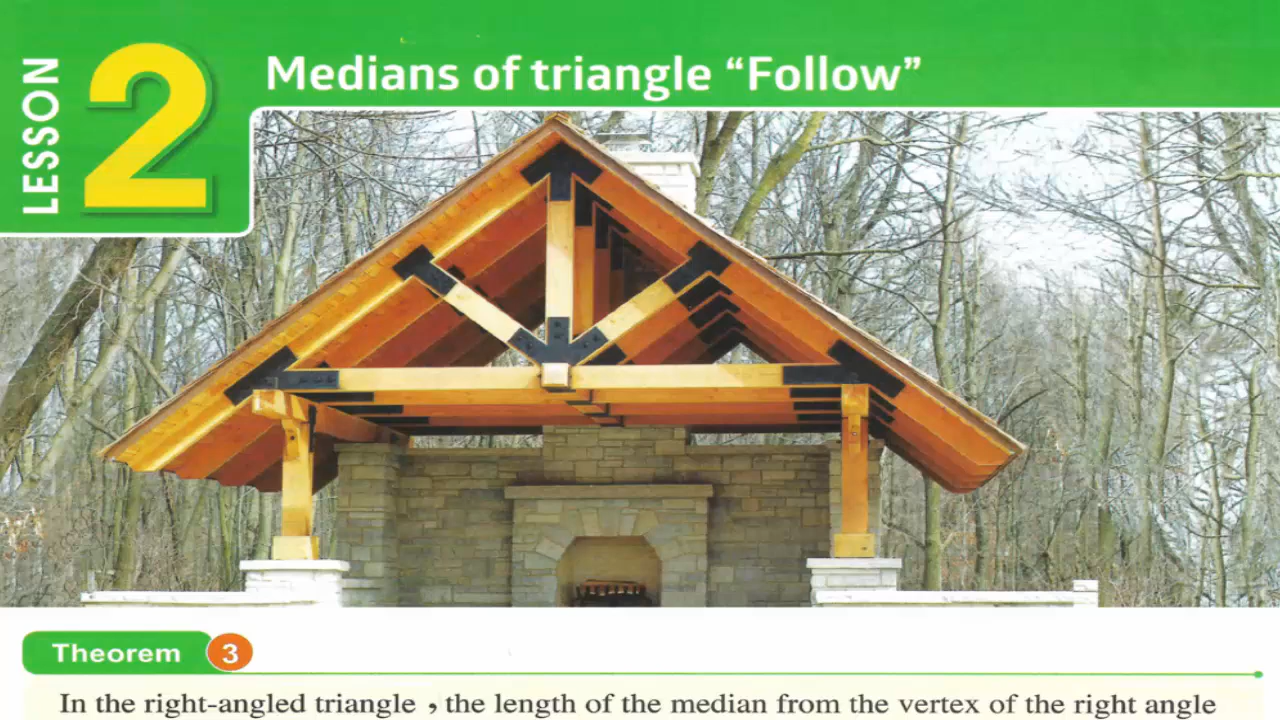 LESSON
2
Medians of triangle “Follow”
Theorem 3
In the right-angled triangle , the length of the median from the vertex of the right angle